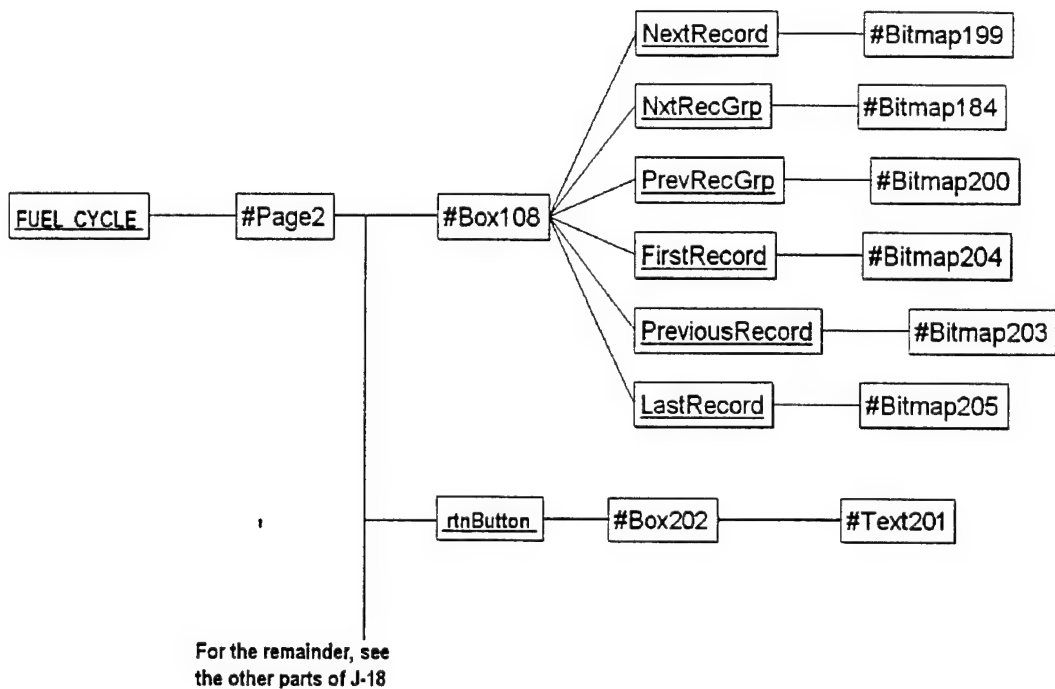 NextRecord
#Bitmap199
NxtRecGrp
#Bitmap184
PrevRecGrp
#Bitmap200
FUEL CYCLE
#Page2
#Box108
FirstRecord
#Bitmap204
PreviousRecord
#Bitmap203
LastRecord
#Bitmap205
rtnButton
#Box202
#Text201
For the remainder, see
the other parts of J-18